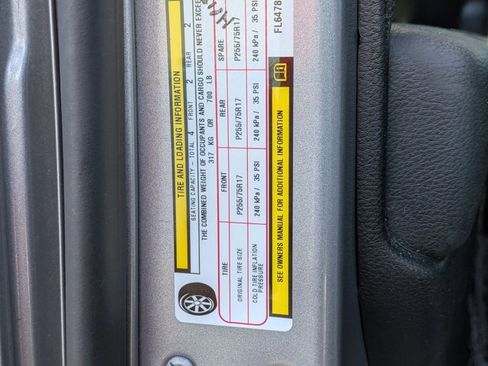 TIRE AND LOADING INFORMATION
SEATING CAPACITY - TOTAL 4 FRONT 2 REAR 2
THE COMBINED WEIGHT OF OCCUPANTS AND CARGO SHOULD NEVER EXCEED
317 KG OR 700 LB
TIRE FRONT REAR SPARE
ORIGINAL TIRE SIZE P255/75R17 P255/75R17 P255/75R17
COLD TIRE INFLATION PRESSURE 240 kPa / 35 PSI 240 kPa / 35 PSI 240 kPa / 35 PSI
SEE OWNERS MANUAL FOR ADDITIONAL INFORMATION
FL6478